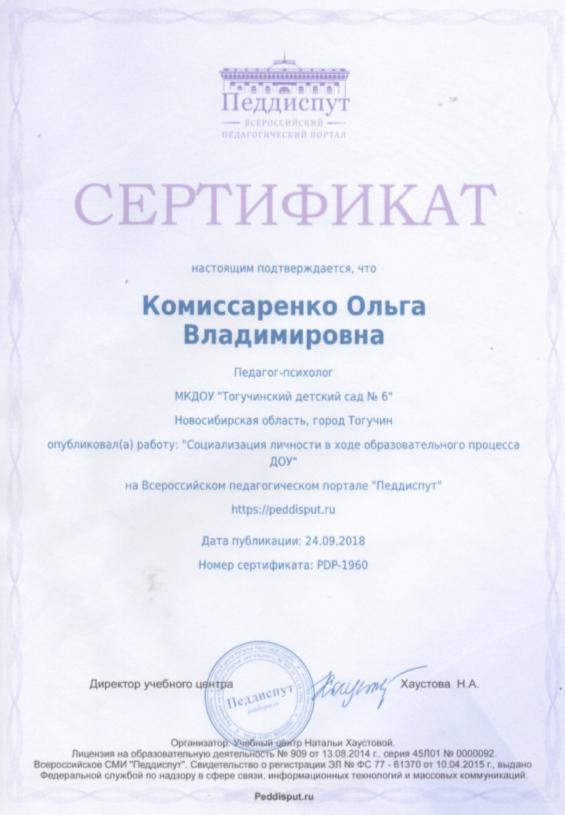 Педдиспут
ВСЕРОССИЙСКИЙ
ПЕДАГОГИЧЕСКИЙ ПОРТАЛ
СЕРТИФИКАТ
настоящим подтверждается, что
Комиссаренко Ольга
Владимировна
Педагог-психолог
МКДОУ "Тогучинский детский сад № 6"
Новосибирская область, город Тогучин
опубликовал(а) работу: "Социализация личности в ходе образовательного процесса
ДОУ"
на Всероссийском педагогическом портале "Педдиспут"
https://peddisput.ru
Дата публикации: 24.09.2018
Номер сертификата: PDP-1960
Директор учебного центра
Педдиспут
peddisput.ru
Хаустова Н.А.
Организатор: Учебный центр Натальи Хаустовой.
Лицензия на образовательную деятельность № 909 от 13.08.2014 г., серия 45Л01 № 0000092.
Всероссийское СМИ "Педдиспут". Свидетельство о регистрации ЭЛ № ФС 77 - 61370 от 10.04.2015 г., выдано
Федеральной службой по надзору в сфере связи, информационных технологий и массовых коммуникаций.
Peddisput.ru